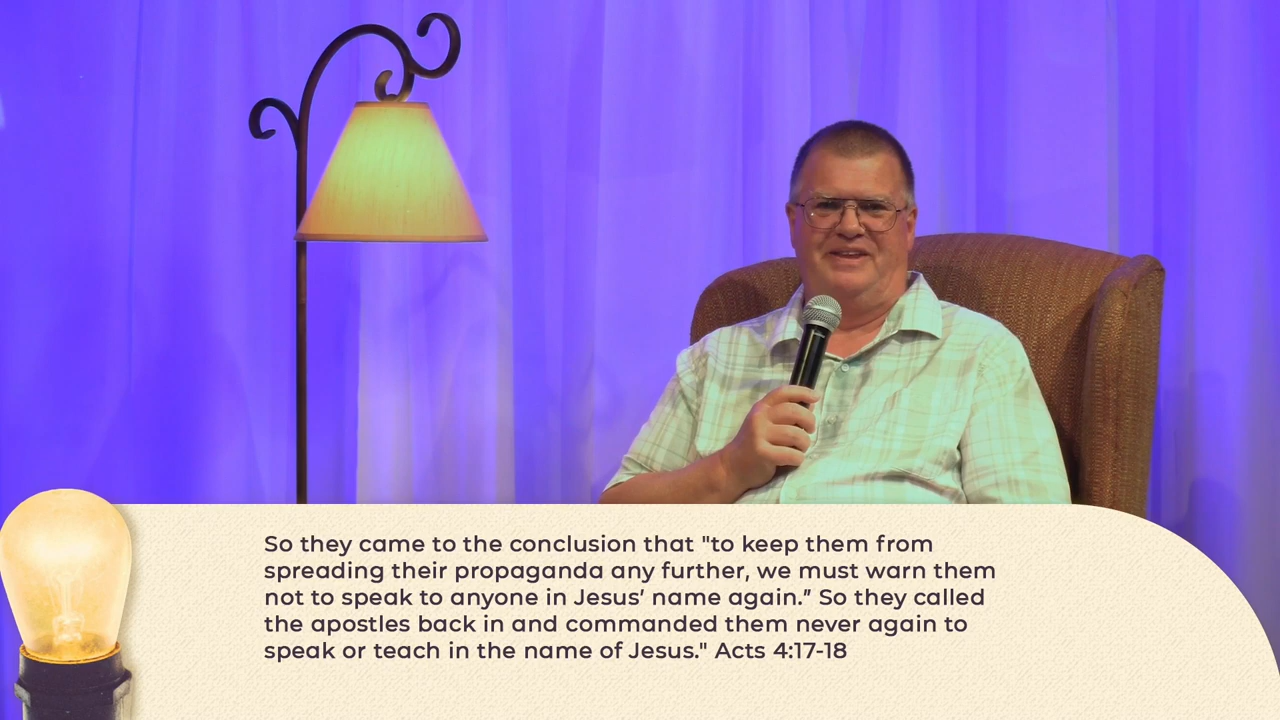 So they came to the conclusion that "to keep them from
spreading their propaganda any further, we must warn them
not to speak to anyone in Jesus’ name again.” So they called
the apostles back in and commanded them never again to
speak or teach in the name of Jesus." Acts 4:17-18